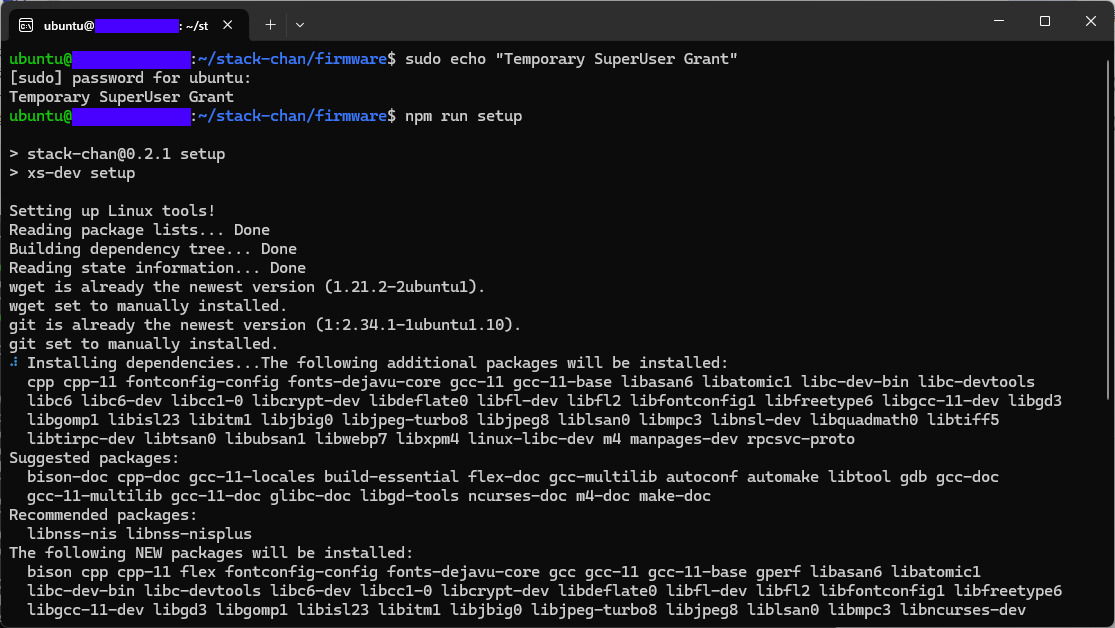 ubuntu@ : ~/st
ubuntu@ :~/stack-chan/firmware$ sudo echo "Temporary SuperUser Grant"
[sudo] password for ubuntu:
Temporary SuperUser Grant
ubuntu@ :~/stack-chan/firmware$ npm run setup
> stack-chan@0.2.1 setup
> xs-dev setup
Setting up Linux tools!
Reading package lists... Done
Building dependency tree... Done
Reading state information... Done
wget is already the newest version (1.21.2-2ubuntu1).
wget set to manually installed.
git is already the newest version (1:2.34.1-1ubuntu1.10).
git set to manually installed.
Installing dependencies...The following additional packages will be installed:
cpp cpp-11 fontconfig-config fonts-dejavu-core gcc-11 gcc-11-base libasan6 libatomic1 libc-dev-bin libc-devtools
libc6 libc6-dev libcc1-0 libcrypt-dev libdeflate0 libfl-dev libfl2 libfontconfig1 libfreetype6 libgcc-11-dev libgd3
libgomp1 libisl23 libitm1 libjbig0 libjpeg-turbo8 libjpeg8 liblsan0 libmpc3 libnsl-dev libquadmath0 libtiff5
libtirpc-dev libtsan0 libubsan1 libwebp7 libxpm4 linux-libc-dev m4 manpages-dev rpcsvc-proto
Suggested packages:
bison-doc cpp-doc gcc-11-locales build-essential flex-doc gcc-multilib autoconf automake libtool gdb gcc-doc
gcc-11-multilib gcc-11-doc glibc-doc libgd-tools ncurses-doc m4-doc make-doc
Recommended packages:
libnss-nis libnss-nisplus
The following NEW packages will be installed:
bison cpp cpp-11 flex fontconfig-config fonts-dejavu-core gcc gcc-11 gcc-11-base gperf libasan6 libatomic1
libc-dev-bin libc-devtools libc6-dev libcc1-0 libcrypt-dev libdeflate0 libfl-dev libfl2 libfontconfig1 libfreetype6
libgcc-11-dev libgd3 libgomp1 libisl23 libitm1 libjbig0 libjpeg-turbo8 libjpeg8 liblsan0 libmpc3 libncurses-dev